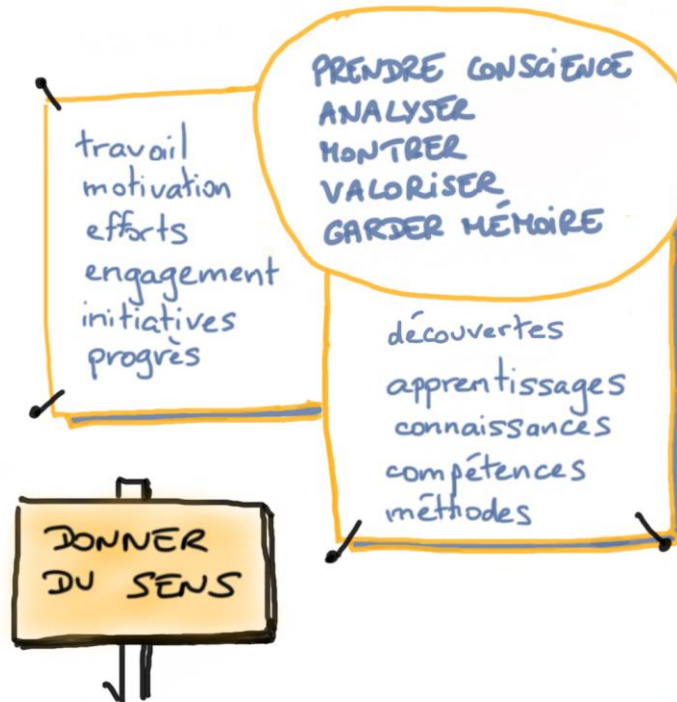 PRENDRE CONSCIENCE
ANALYSER
MONTRER
VALORISER
GARDER MÉMOIRE
travail
motivation
efforts
engagement
initiatives
progrès
découvertes
apprentissages
connaissances
compétences
méthodes
DONNER
DU SENS